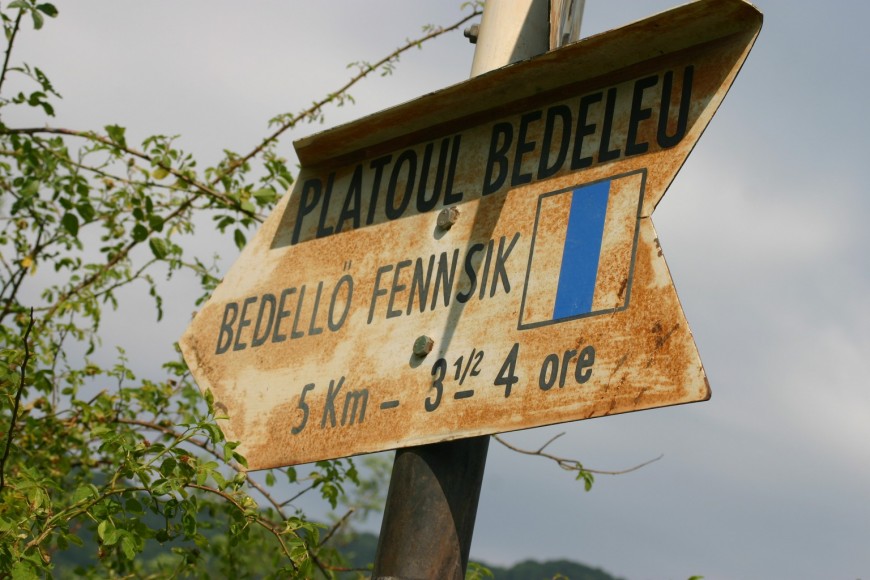 PLATOUL BEDELEU
BEDELLŐ FENNSIK
5 Km - 3 1/2 - 4 ore